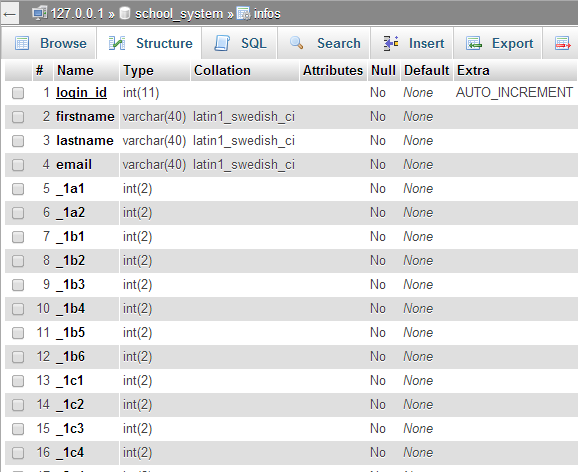 127.0.0.1 » school_system » infos
Browse Structure SQL Search Insert Export
# Name Type Collation Attributes Null Default Extra
1 login_id int(11) No None AUTO_INCREMENT
2 firstname varchar(40) latin1_swedish_ci No None
3 lastname varchar(40) latin1_swedish_ci No None
4 email varchar(40) latin1_swedish_ci No None
5 _1a1 int(2) No None
6 _1a2 int(2) No None
7 _1b1 int(2) No None
8 _1b2 int(2) No None
9 _1b3 int(2) No None
10 _1b4 int(2) No None
11 _1b5 int(2) No None
12 _1b6 int(2) No None
13 _1c1 int(2) No None
14 _1c2 int(2) No None
15 _1c3 int(2) No None
16 _1c4 int(2) No None